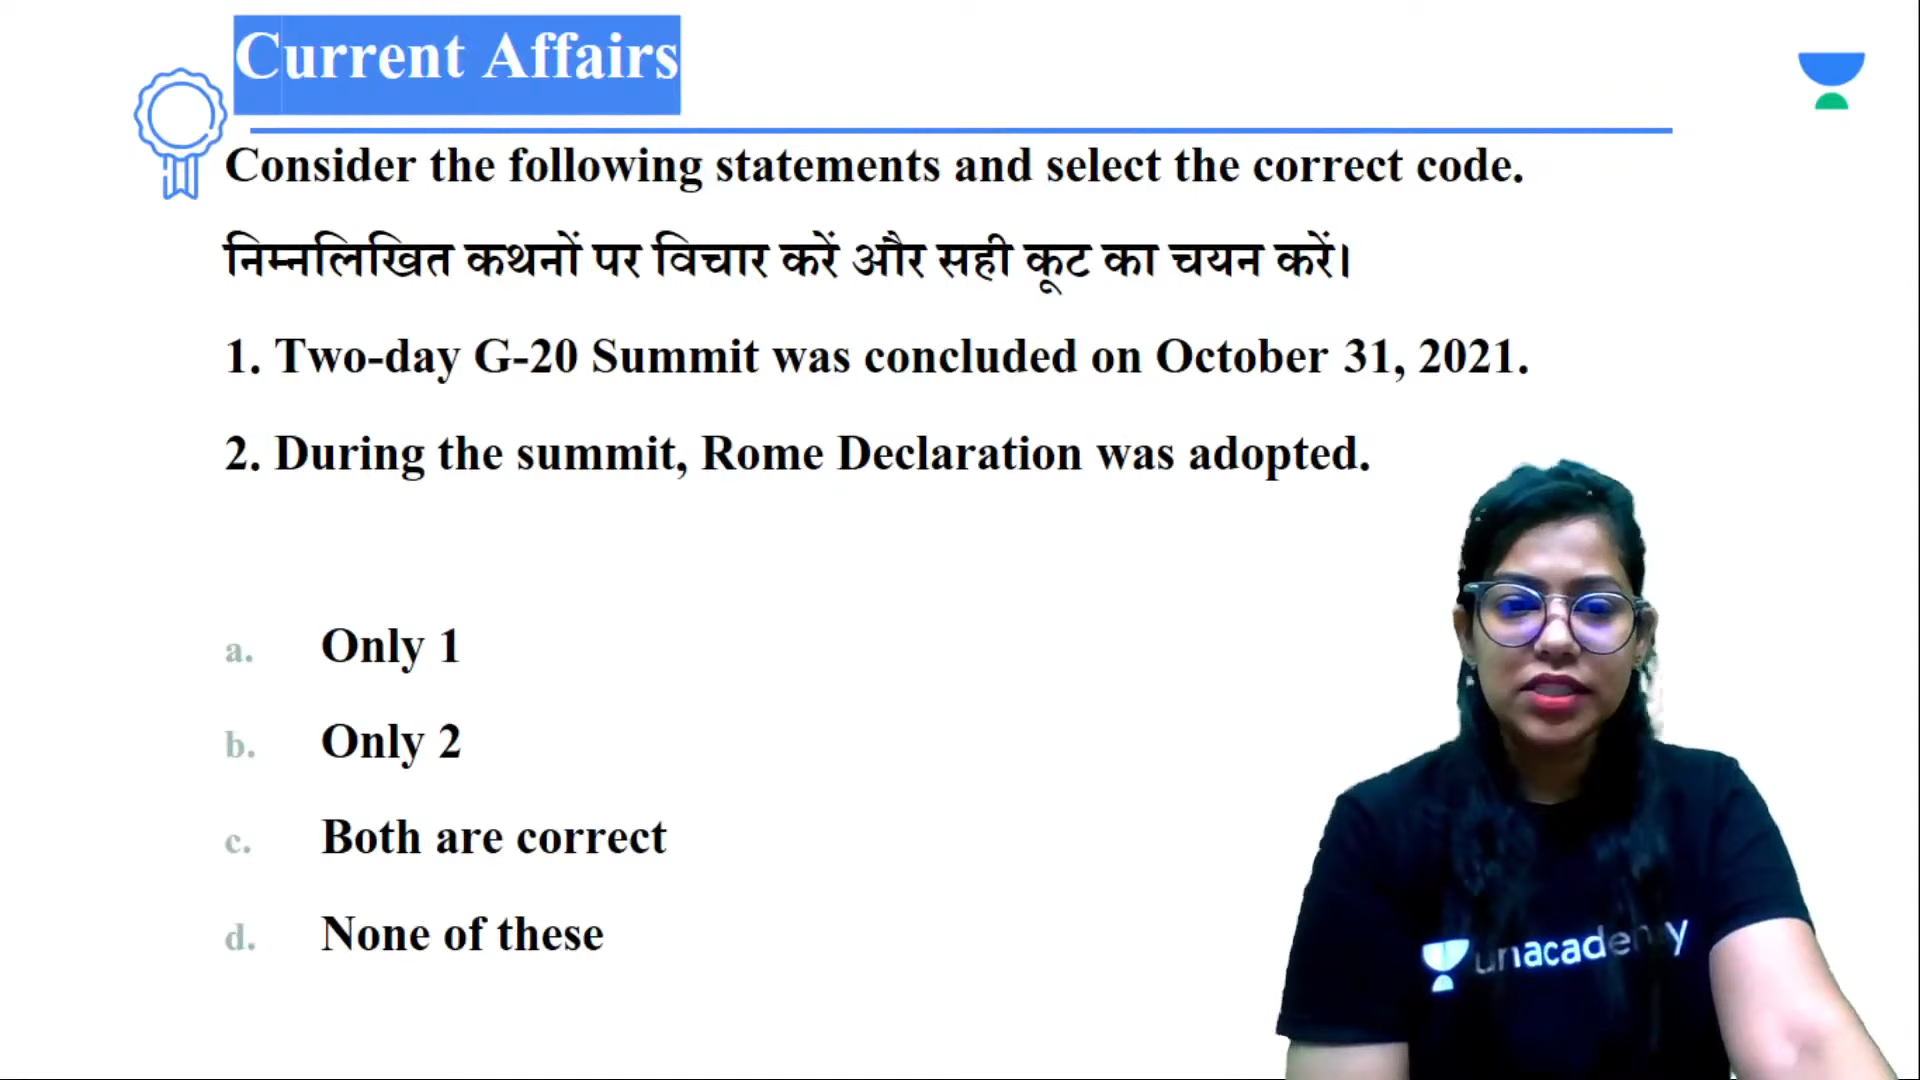 Current Affairs
Consider the following statements and select the correct code.
निम्नलिखित कथनों पर विचार करें और सही कूट का चयन करें।
1. Two-day G-20 Summit was concluded on October 31, 2021.
2. During the summit, Rome Declaration was adopted.
a. Only 1
b. Only 2
c. Both are correct
d. None of these
unacademy